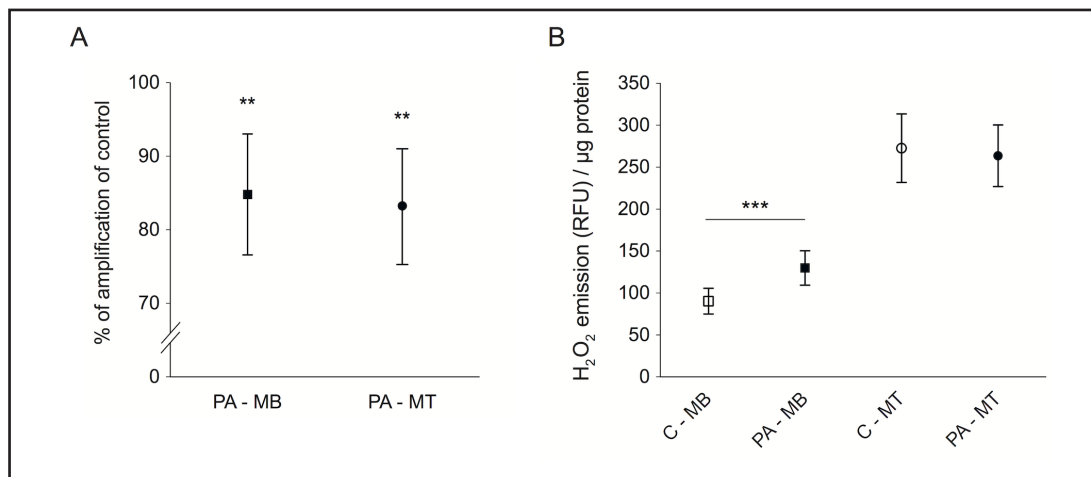 A
% of amplification of control
100
90
80
70
0
**
**
PA - MB
PA - MT
B
H₂O₂ emission (RFU) / µg protein
350
300
250
200
150
100
50
0
***
C - MB
PA - MB
C - MT
PA - MT